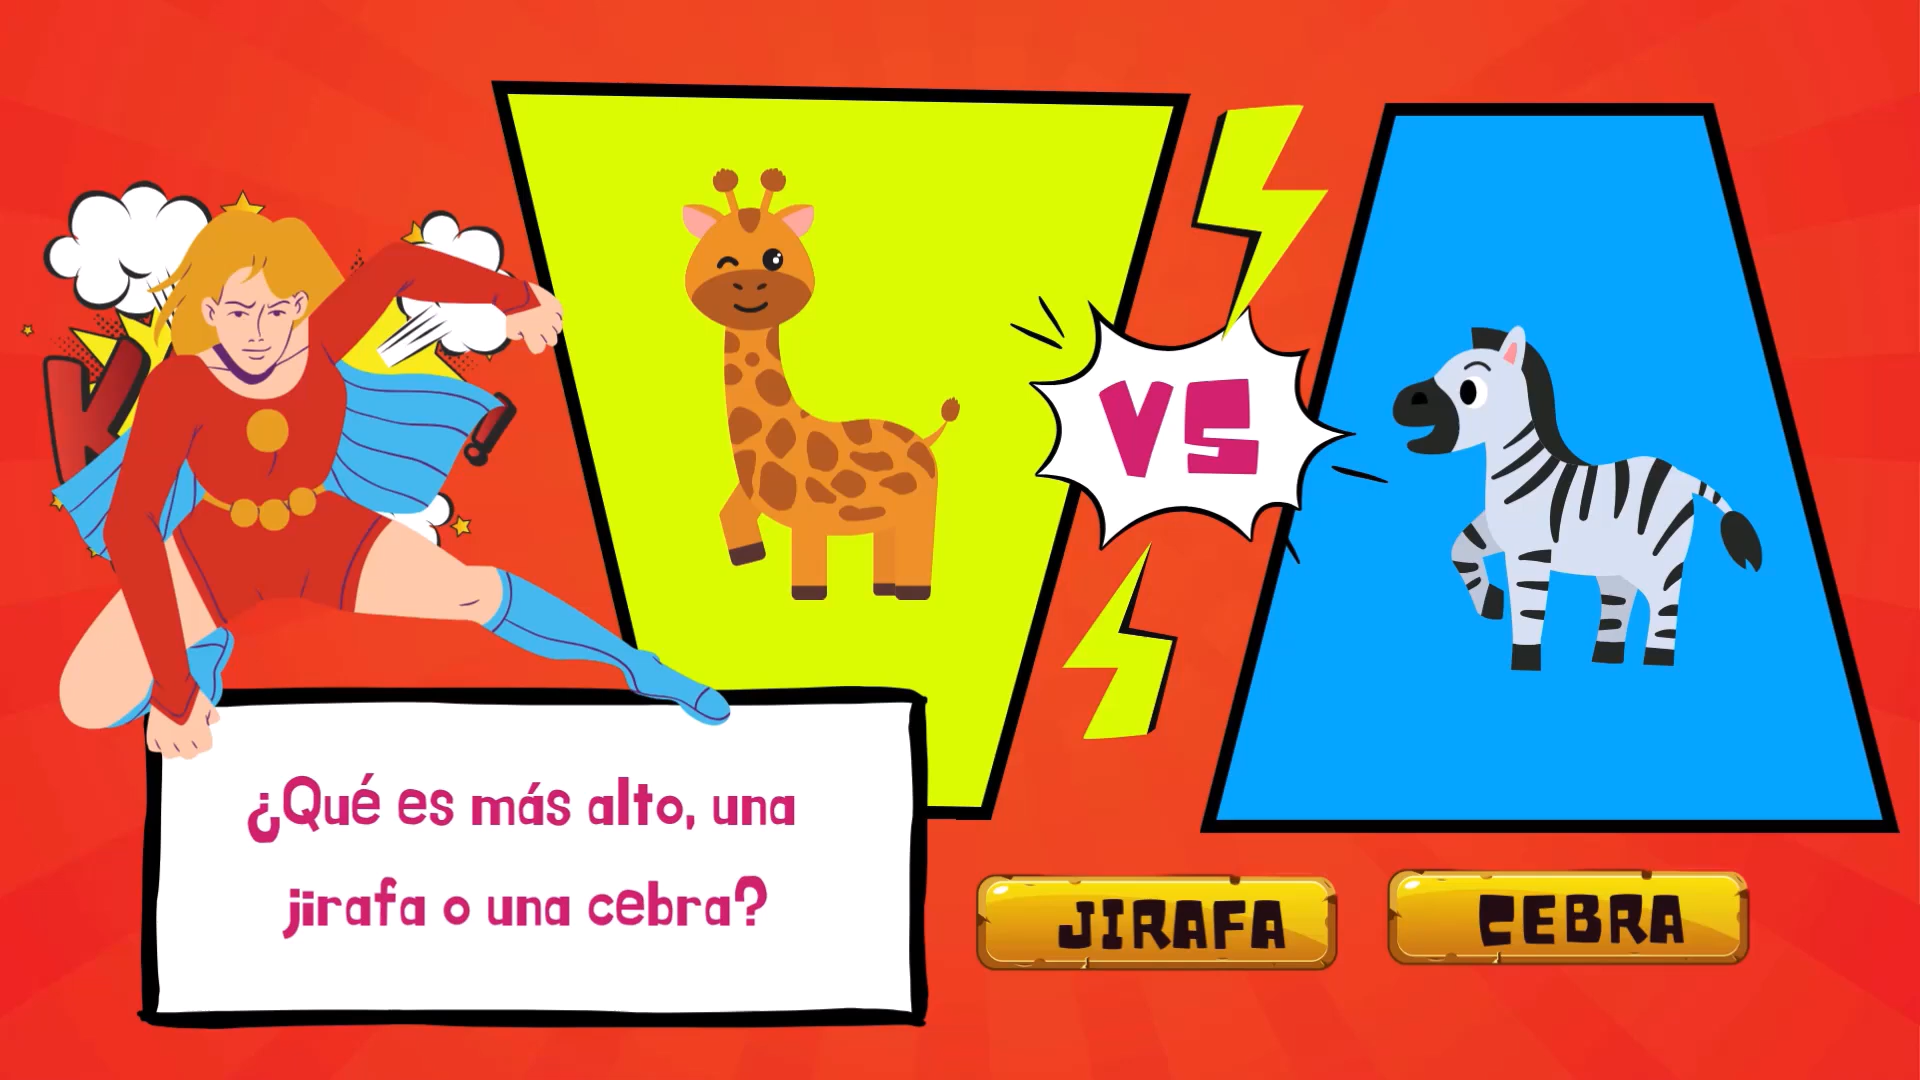 VS
¿Qué es más alto, una
jirafa o una cebra?
JIRAFA
CEBRA